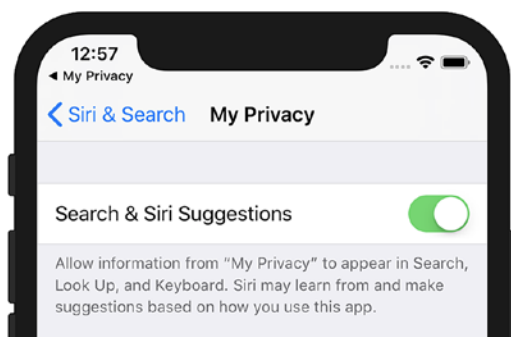 12:57
◀ My Privacy
Siri & Search
My Privacy
Search & Siri Suggestions
Allow information from “My Privacy” to appear in Search,
Look Up, and Keyboard. Siri may learn from and make
suggestions based on how you use this app.